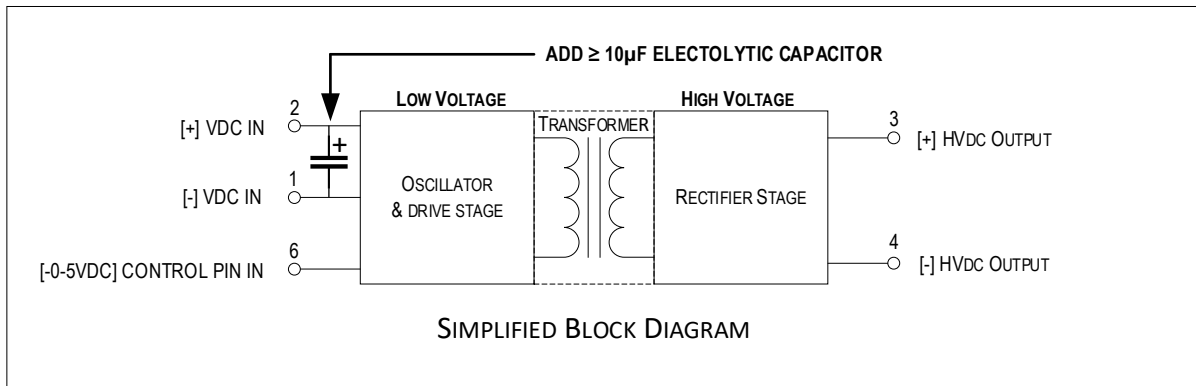 ADD ≥ 10µF ELECTOLYTIC CAPACITOR
LOW VOLTAGE
HIGH VOLTAGE
2
[+] VDC IN
+
1
[-] VDC IN
6
[-0-5VDC] CONTROL PIN IN
OSCILLATOR
& DRIVE STAGE
TRANSFORMER
RECTIFIER STAGE
3
[+] HVDC OUTPUT
4
[-] HVDC OUTPUT
SIMPLIFIED BLOCK DIAGRAM